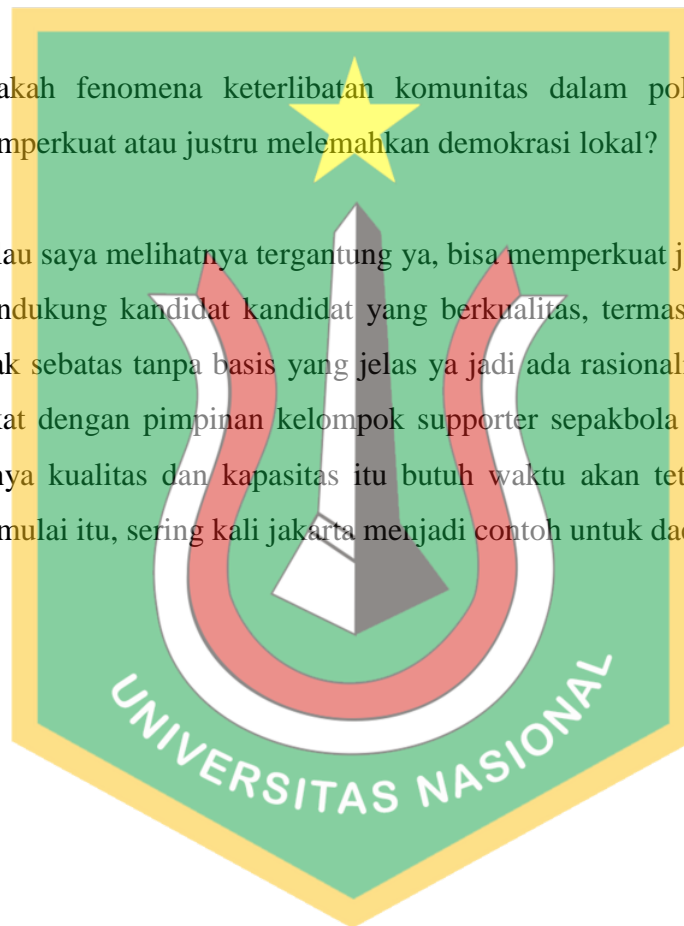 akah fenomena keterlibatan komunitas dalam pol
mperkuat atau justru melemahkan demokrasi lokal?
au saya melihatnya tergantung ya, bisa memperkuat j
ndukung kandidat kandidat yang berkualitas, termas
ak sebatas tanpa basis yang jelas ya jadi ada rasional
kat dengan pimpinan kelompok supporter sepakbola
nya kualitas dan kapasitas itu butuh waktu akan tet
mulai itu, sering kali jakarta menjadi contoh untuk dae
UNIVERSITAS NASIONAL